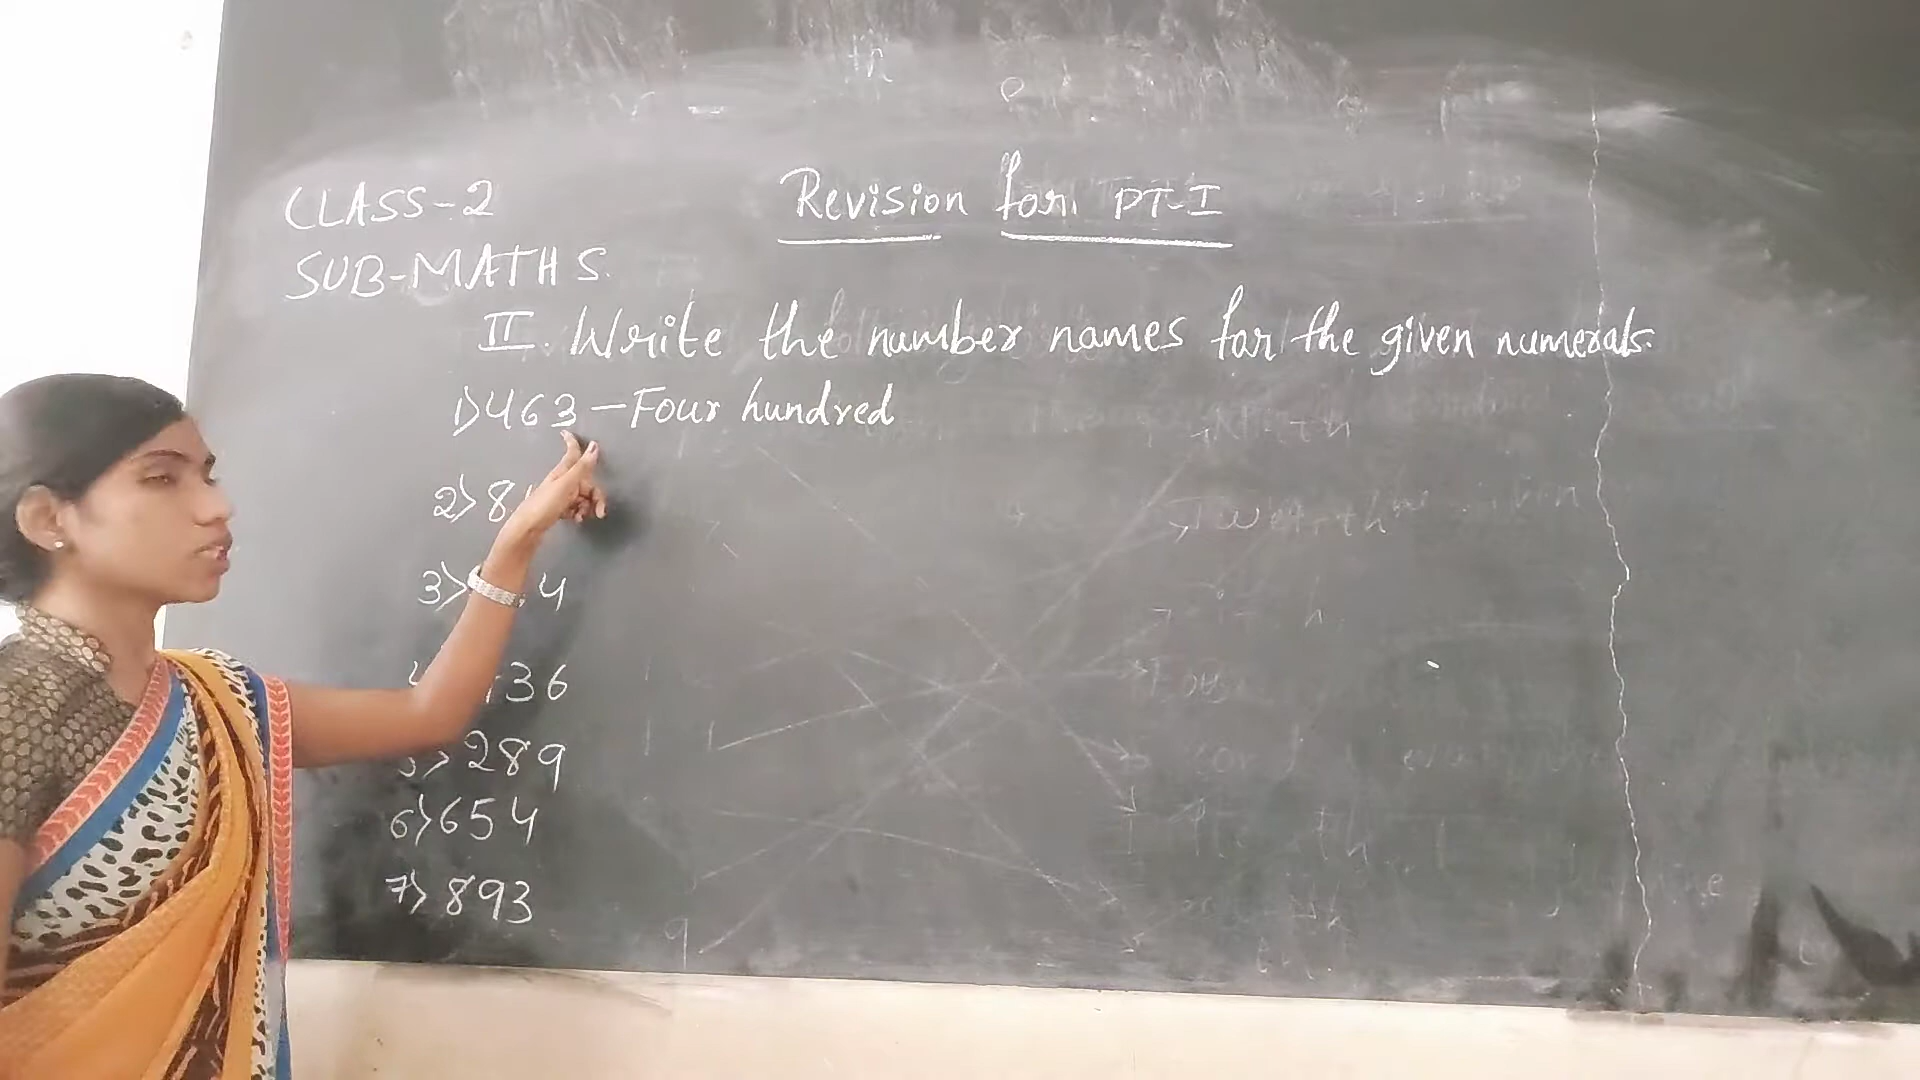 CLASS-2
Revision for PT-I
SUB-MATHS.
II. Write the number names for the given numerals.
1) 463 - Four hundred
2) 8
3) 4
36
5) 289
6) 654
7) 893